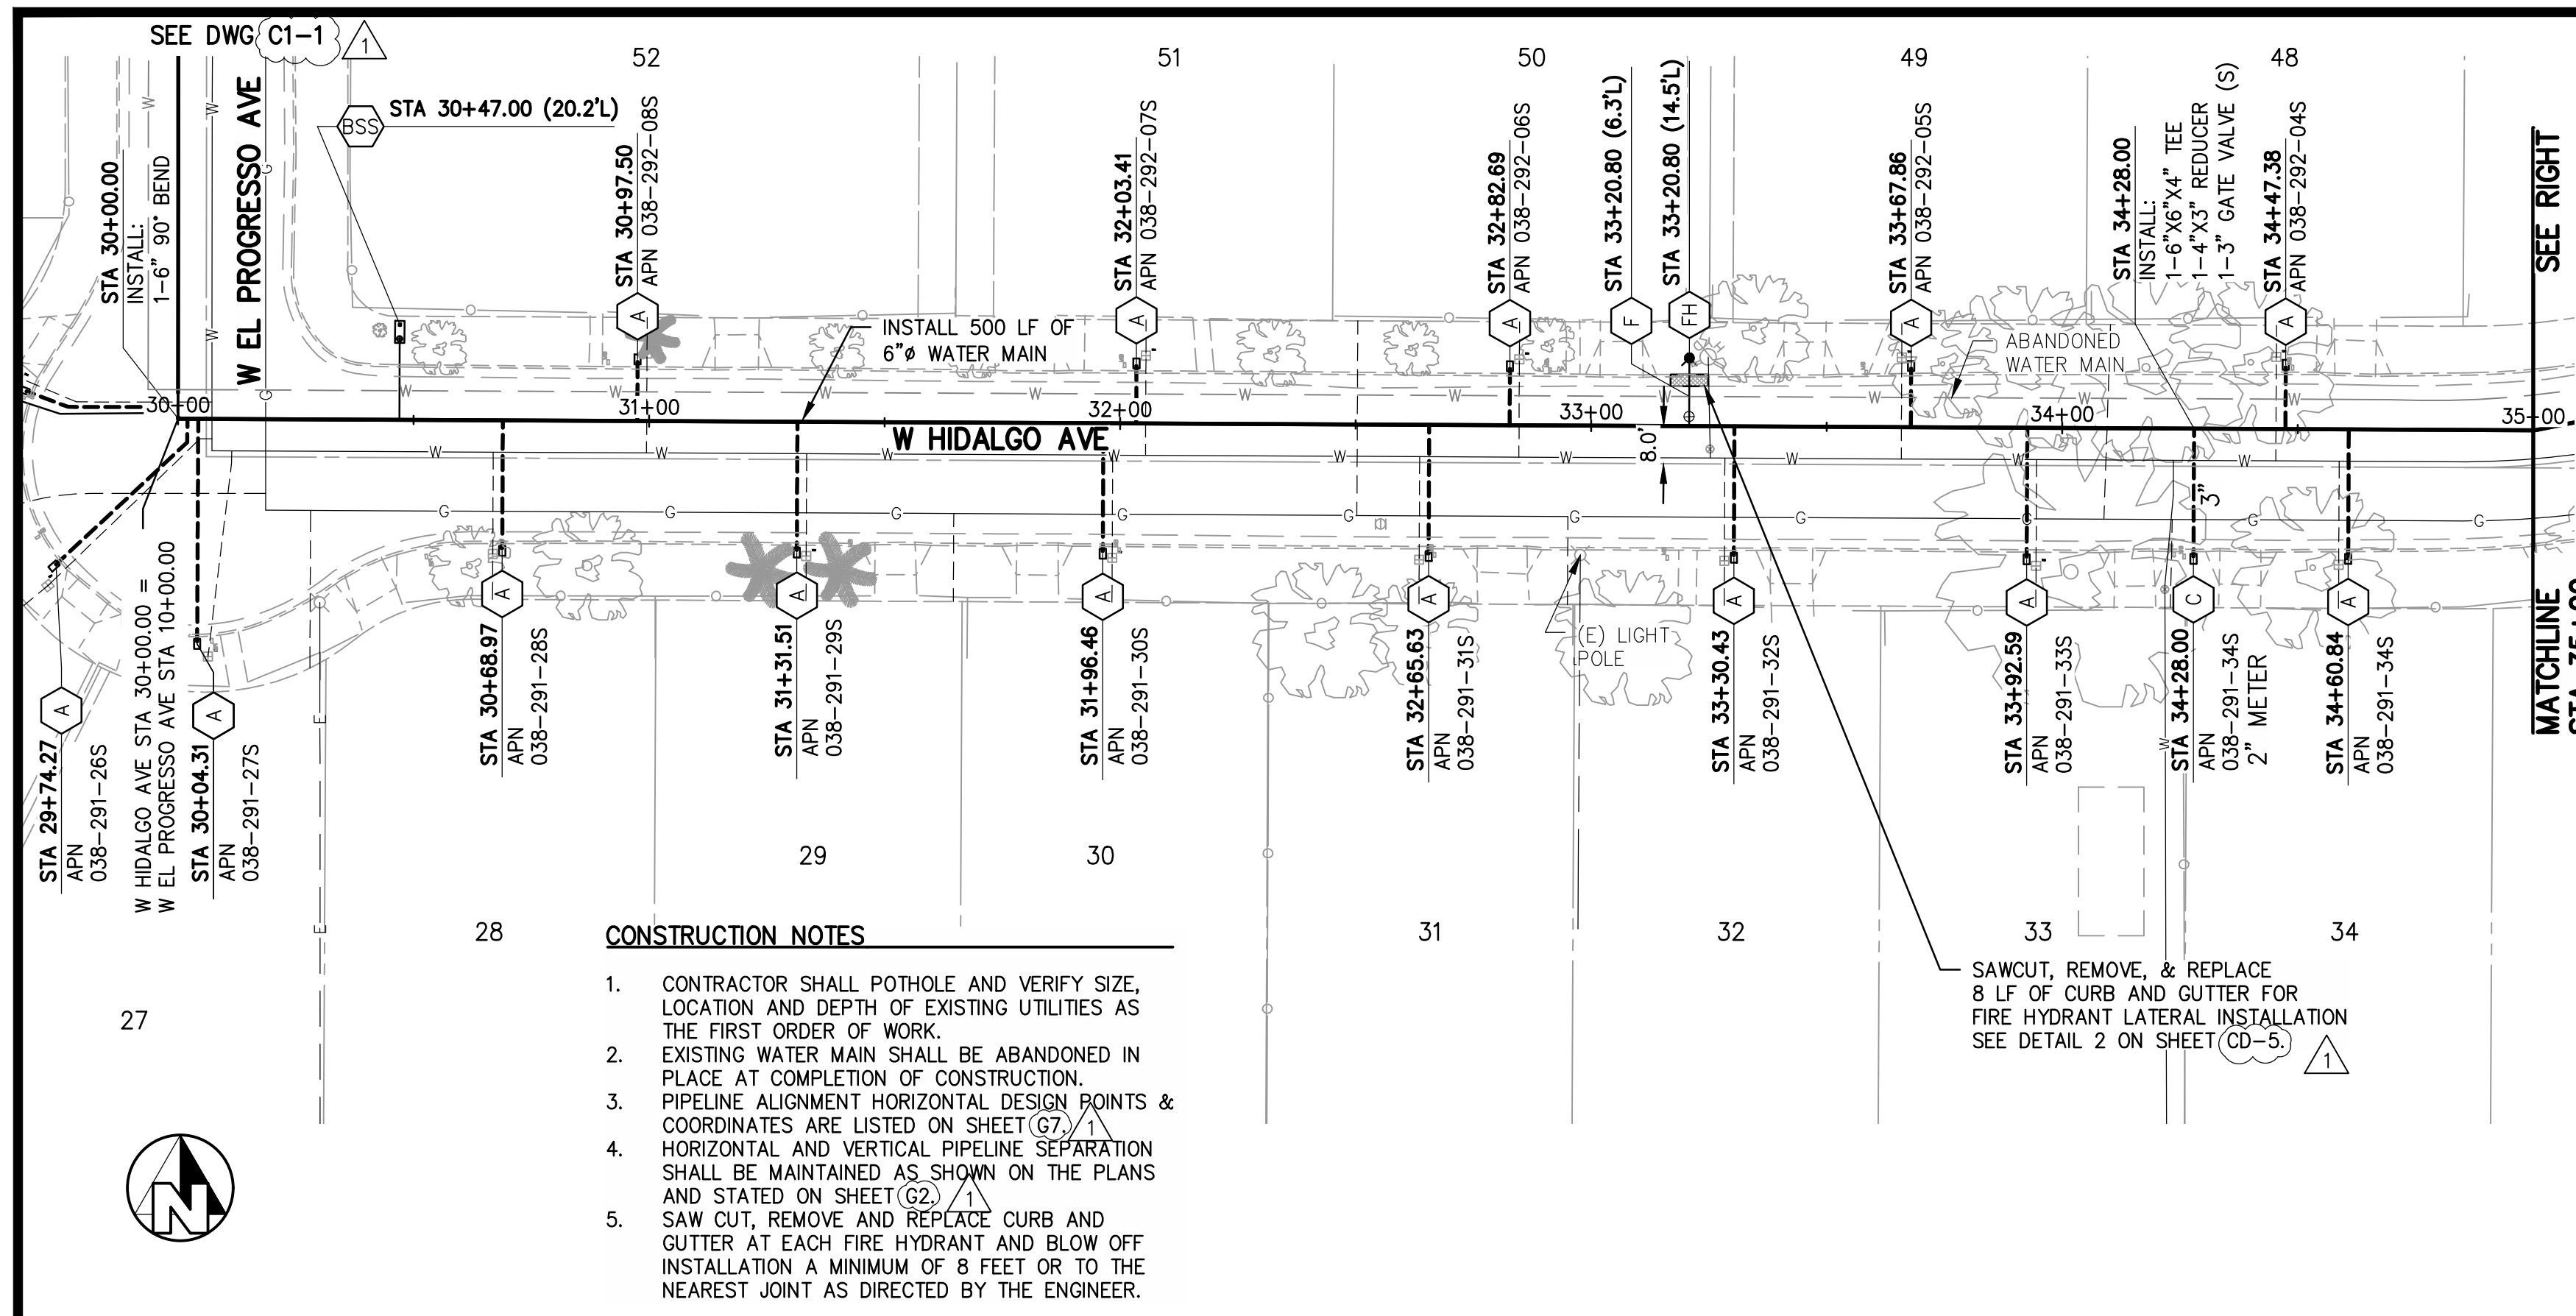 SEE DWG C1-1
1
52
51
50
49
48
BSS
STA 30+47.00 (20.2'L)
STA 30+00.00
INSTALL:
1-6" 90° BEND
W EL PROGRESSO AVE
STA 30+97.50
APN 038-292-08S
A
STA 32+03.41
APN 038-292-07S
A
STA 32+82.69
APN 038-292-06S
A
STA 33+20.80 (6.3'L)
F
STA 33+20.80 (14.5'L)
FH
STA 33+67.86
APN 038-292-05S
A
STA 34+28.00
INSTALL:
1-6"X6"X4" TEE
1-4"X3" REDUCER
1-3" GATE VALVE (S)
STA 34+47.38
APN 038-292-04S
A
SEE RIGHT
MATCHLINE
INSTALL 500 LF OF
6"ø WATER MAIN
ABANDONED
WATER MAIN
30+00
31+00
32+00
33+00
34+00
35+00
W HIDALGO AVE
8.0'
3"
(E) LIGHT
POLE
A
STA 29+74.27
APN
038-291-26S
W HIDALGO AVE STA 30+00.00 =
W EL PROGRESSO AVE STA 10+00.00
A
STA 30+04.31
APN
038-291-27S
A
STA 30+68.97
APN
038-291-28S
A
STA 31+31.51
APN
038-291-29S
A
STA 31+96.46
APN
038-291-30S
A
STA 32+65.63
APN
038-291-31S
A
STA 33+30.43
APN
038-291-32S
A
STA 33+92.59
APN
038-291-33S
C
STA 34+28.00
APN
038-291-34S
2" METER
A
STA 34+60.84
APN
038-291-34S
27
28
29
30
31
32
33
34
W W W W W W W W W
W W W W W W W W W
G G G G G G G G G G
W W W W
G G
E E
W
N
CONSTRUCTION NOTES
1. CONTRACTOR SHALL POTHOLE AND VERIFY SIZE,
LOCATION AND DEPTH OF EXISTING UTILITIES AS
THE FIRST ORDER OF WORK.
2. EXISTING WATER MAIN SHALL BE ABANDONED IN
PLACE AT COMPLETION OF CONSTRUCTION.
3. PIPELINE ALIGNMENT HORIZONTAL DESIGN POINTS &
COORDINATES ARE LISTED ON SHEET G7.
1
4. HORIZONTAL AND VERTICAL PIPELINE SEPARATION
SHALL BE MAINTAINED AS SHOWN ON THE PLANS
AND STATED ON SHEET G2.
1
5. SAW CUT, REMOVE AND REPLACE CURB AND
GUTTER AT EACH FIRE HYDRANT AND BLOW OFF
INSTALLATION A MINIMUM OF 8 FEET OR TO THE
NEAREST JOINT AS DIRECTED BY THE ENGINEER.
SAWCUT, REMOVE, & REPLACE
8 LF OF CURB AND GUTTER FOR
FIRE HYDRANT LATERAL INSTALLATION
SEE DETAIL 2 ON SHEET CD-5.
1